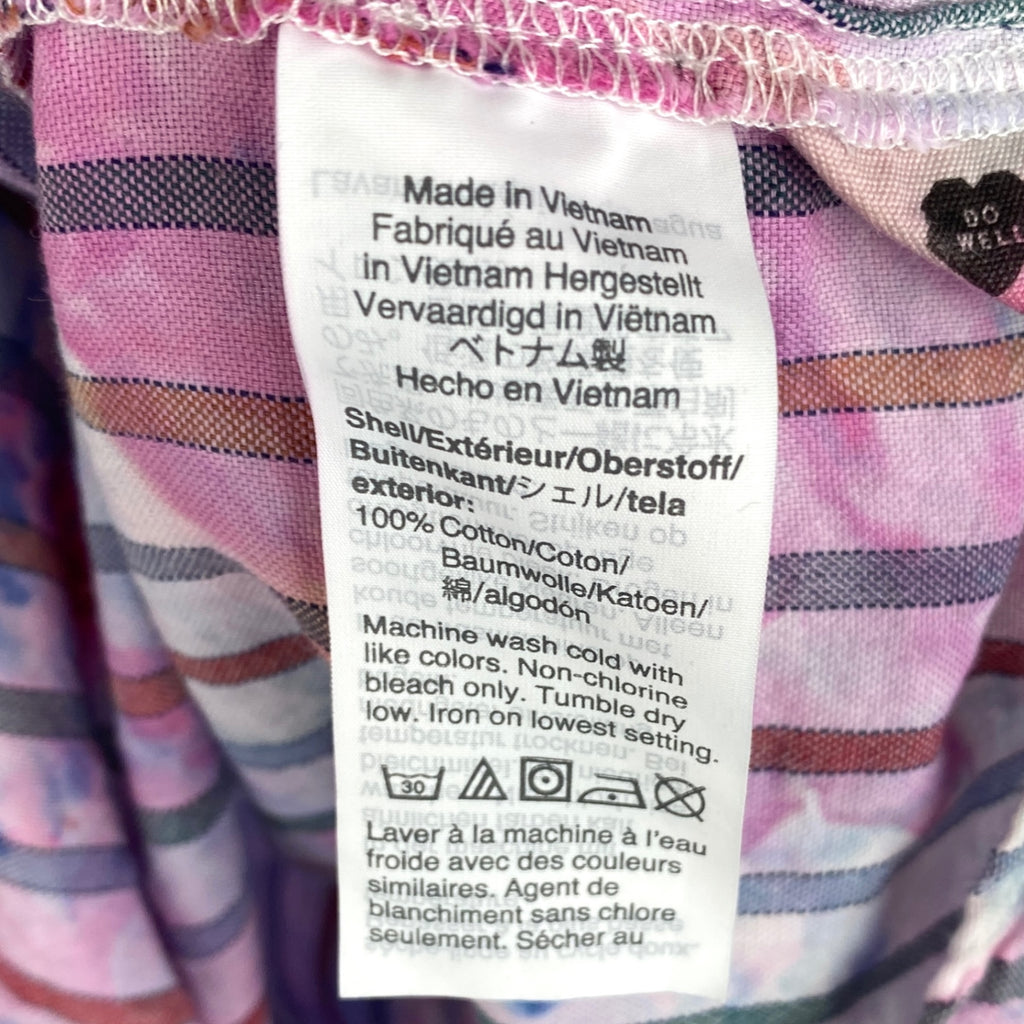 Made in Vietnam
Fabriqué au Vietnam
in Vietnam Hergestellt
Vervaardigd in Viëtnam
ベトナム製
Hecho en Vietnam
Shell/Extérieur/Oberstoff/
Buitenkant/シェル/tela
exterior:
100% Cotton/Coton/
Baumwolle/Katoen/
綿/algodón
Machine wash cold with
like colors. Non-chlorine
bleach only. Tumble dry
low. Iron on lowest setting.
30
Laver à la machine à l'eau
froide avec des couleurs
similaires. Agent de
blanchiment sans chlore
seulement. Sécher au
DO
WELL